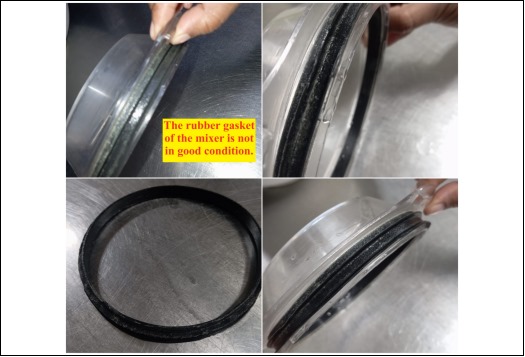 The rubber gasket
of the mixer is not
in good condition.